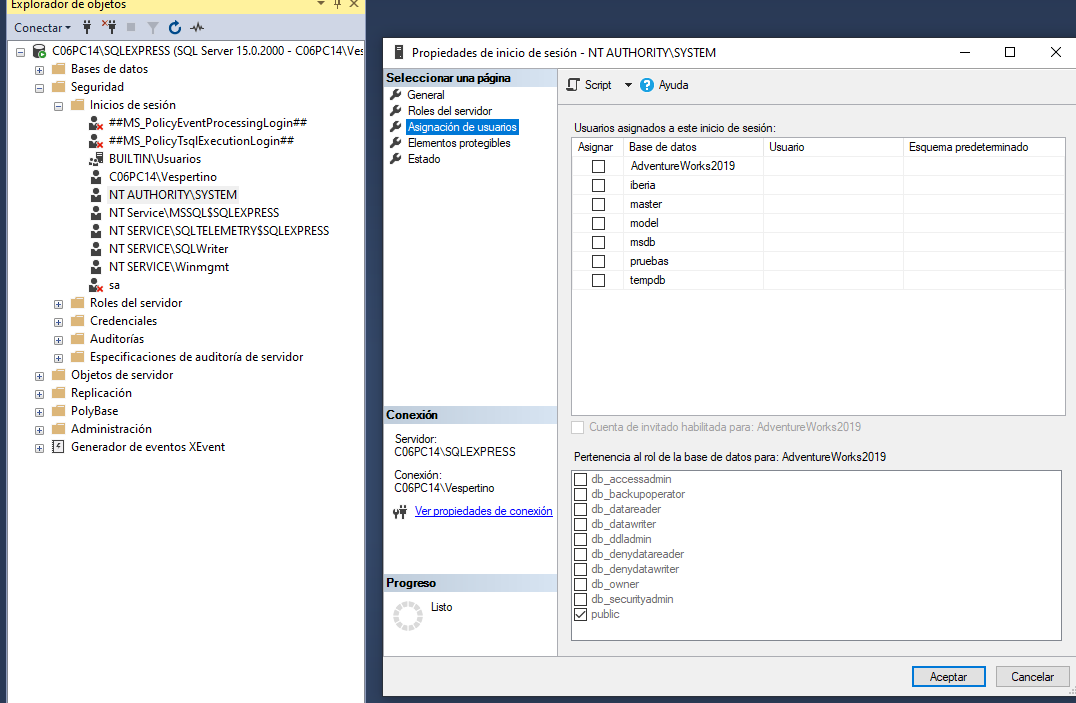 Explorador de objetos
Conectar
C06PC14\SQLEXPRESS (SQL Server 15.0.2000 - C06PC14\Ves
Bases de datos
Seguridad
Inicios de sesión
##MS_PolicyEventProcessingLogin##
##MS_PolicyTsqlExecutionLogin##
BUILTIN\Usuarios
C06PC14\Vespertino
NT AUTHORITY\SYSTEM
NT Service\MSSQL$SQLEXPRESS
NT SERVICE\SQLTELEMETRY$SQLEXPRESS
NT SERVICE\SQLWriter
NT SERVICE\Winmgmt
sa
Roles del servidor
Credenciales
Auditorías
Especificaciones de auditoría de servidor
Objetos de servidor
Replicación
PolyBase
Administración
Generador de eventos XEvent
Propiedades de inicio de sesión - NT AUTHORITY\SYSTEM
Seleccionar una página
General
Roles del servidor
Asignación de usuarios
Elementos protegibles
Estado
Conexión
Servidor:
C06PC14\SQLEXPRESS
Conexión:
C06PC14\Vespertino
Ver propiedades de conexión
Progreso
Listo
Script
Ayuda
Usuarios asignados a este inicio de sesión:
Asignar Base de datos Usuario Esquema predeterminado
AdventureWorks2019
iberia
master
model
msdb
pruebas
tempdb
Cuenta de invitado habilitada para: AdventureWorks2019
Pertenencia al rol de la base de datos para: AdventureWorks2019
db_accessadmin
db_backupoperator
db_datareader
db_datawriter
db_ddladmin
db_denydatareader
db_denydatawriter
db_owner
db_securityadmin
public
Aceptar Cancelar